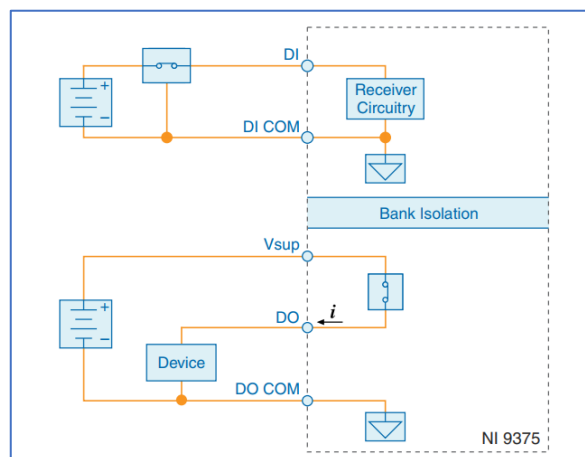 DI
Receiver
Circuitry
DI COM
Bank Isolation
Vsup
i
DO
Device
DO COM
NI 9375